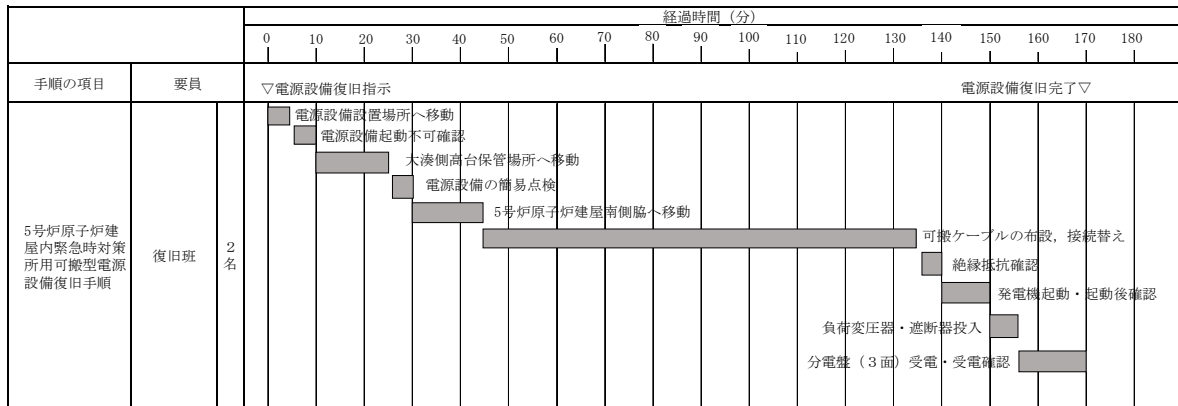 経過時間（分）
0 10 20 30 40 50 60 70 80 90 100 110 120 130 140 150 160 170 180
手順の項目 要員 ▽電源設備復旧指示 電源設備復旧完了▽
電源設備設置場所へ移動
電源設備起動不可確認
大湊側高台保管場所へ移動
電源設備の簡易点検
5号炉原子炉建屋南側脇へ移動
5号炉原子炉建
屋内緊急時対策
所用可搬型電源
設備復旧手順
復旧班
2
名
可搬ケーブルの布設，接続替え
絶縁抵抗確認
発電機起動・起動後確認
負荷変圧器・遮断器投入
分電盤（３面）受電・受電確認